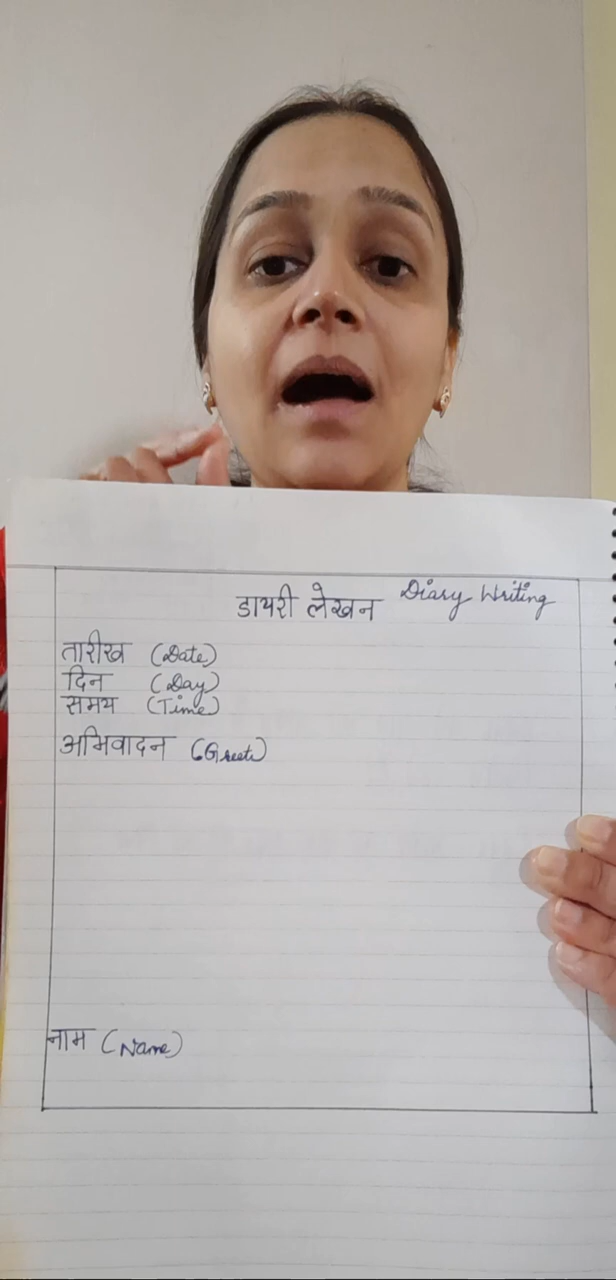 डायरी लेखन Diary Writing
तारीख (Date)
दिन (Day)
समय (Time)
अभिवादन (Greet)
नाम (Name)